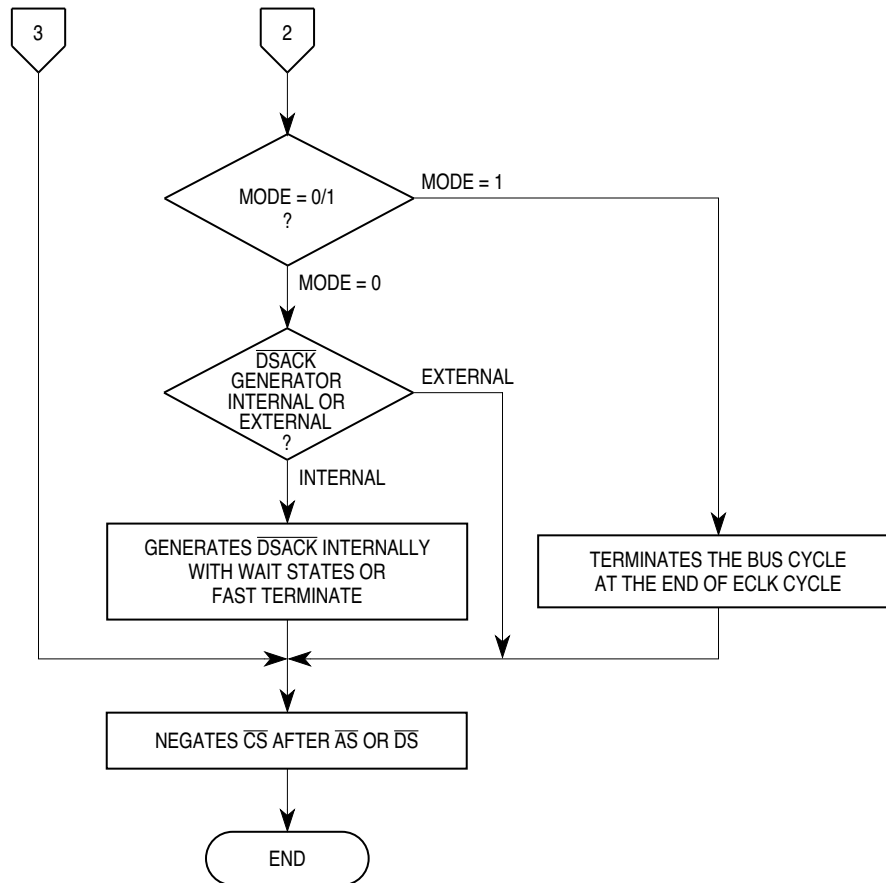 3
2
MODE = 0/1
?
MODE = 1
MODE = 0
DSACK
GENERATOR
INTERNAL OR
EXTERNAL
?
EXTERNAL
INTERNAL
GENERATES DSACK INTERNALLY
WITH WAIT STATES OR
FAST TERMINATE
TERMINATES THE BUS CYCLE
AT THE END OF ECLK CYCLE
NEGATES CS AFTER AS OR DS
END